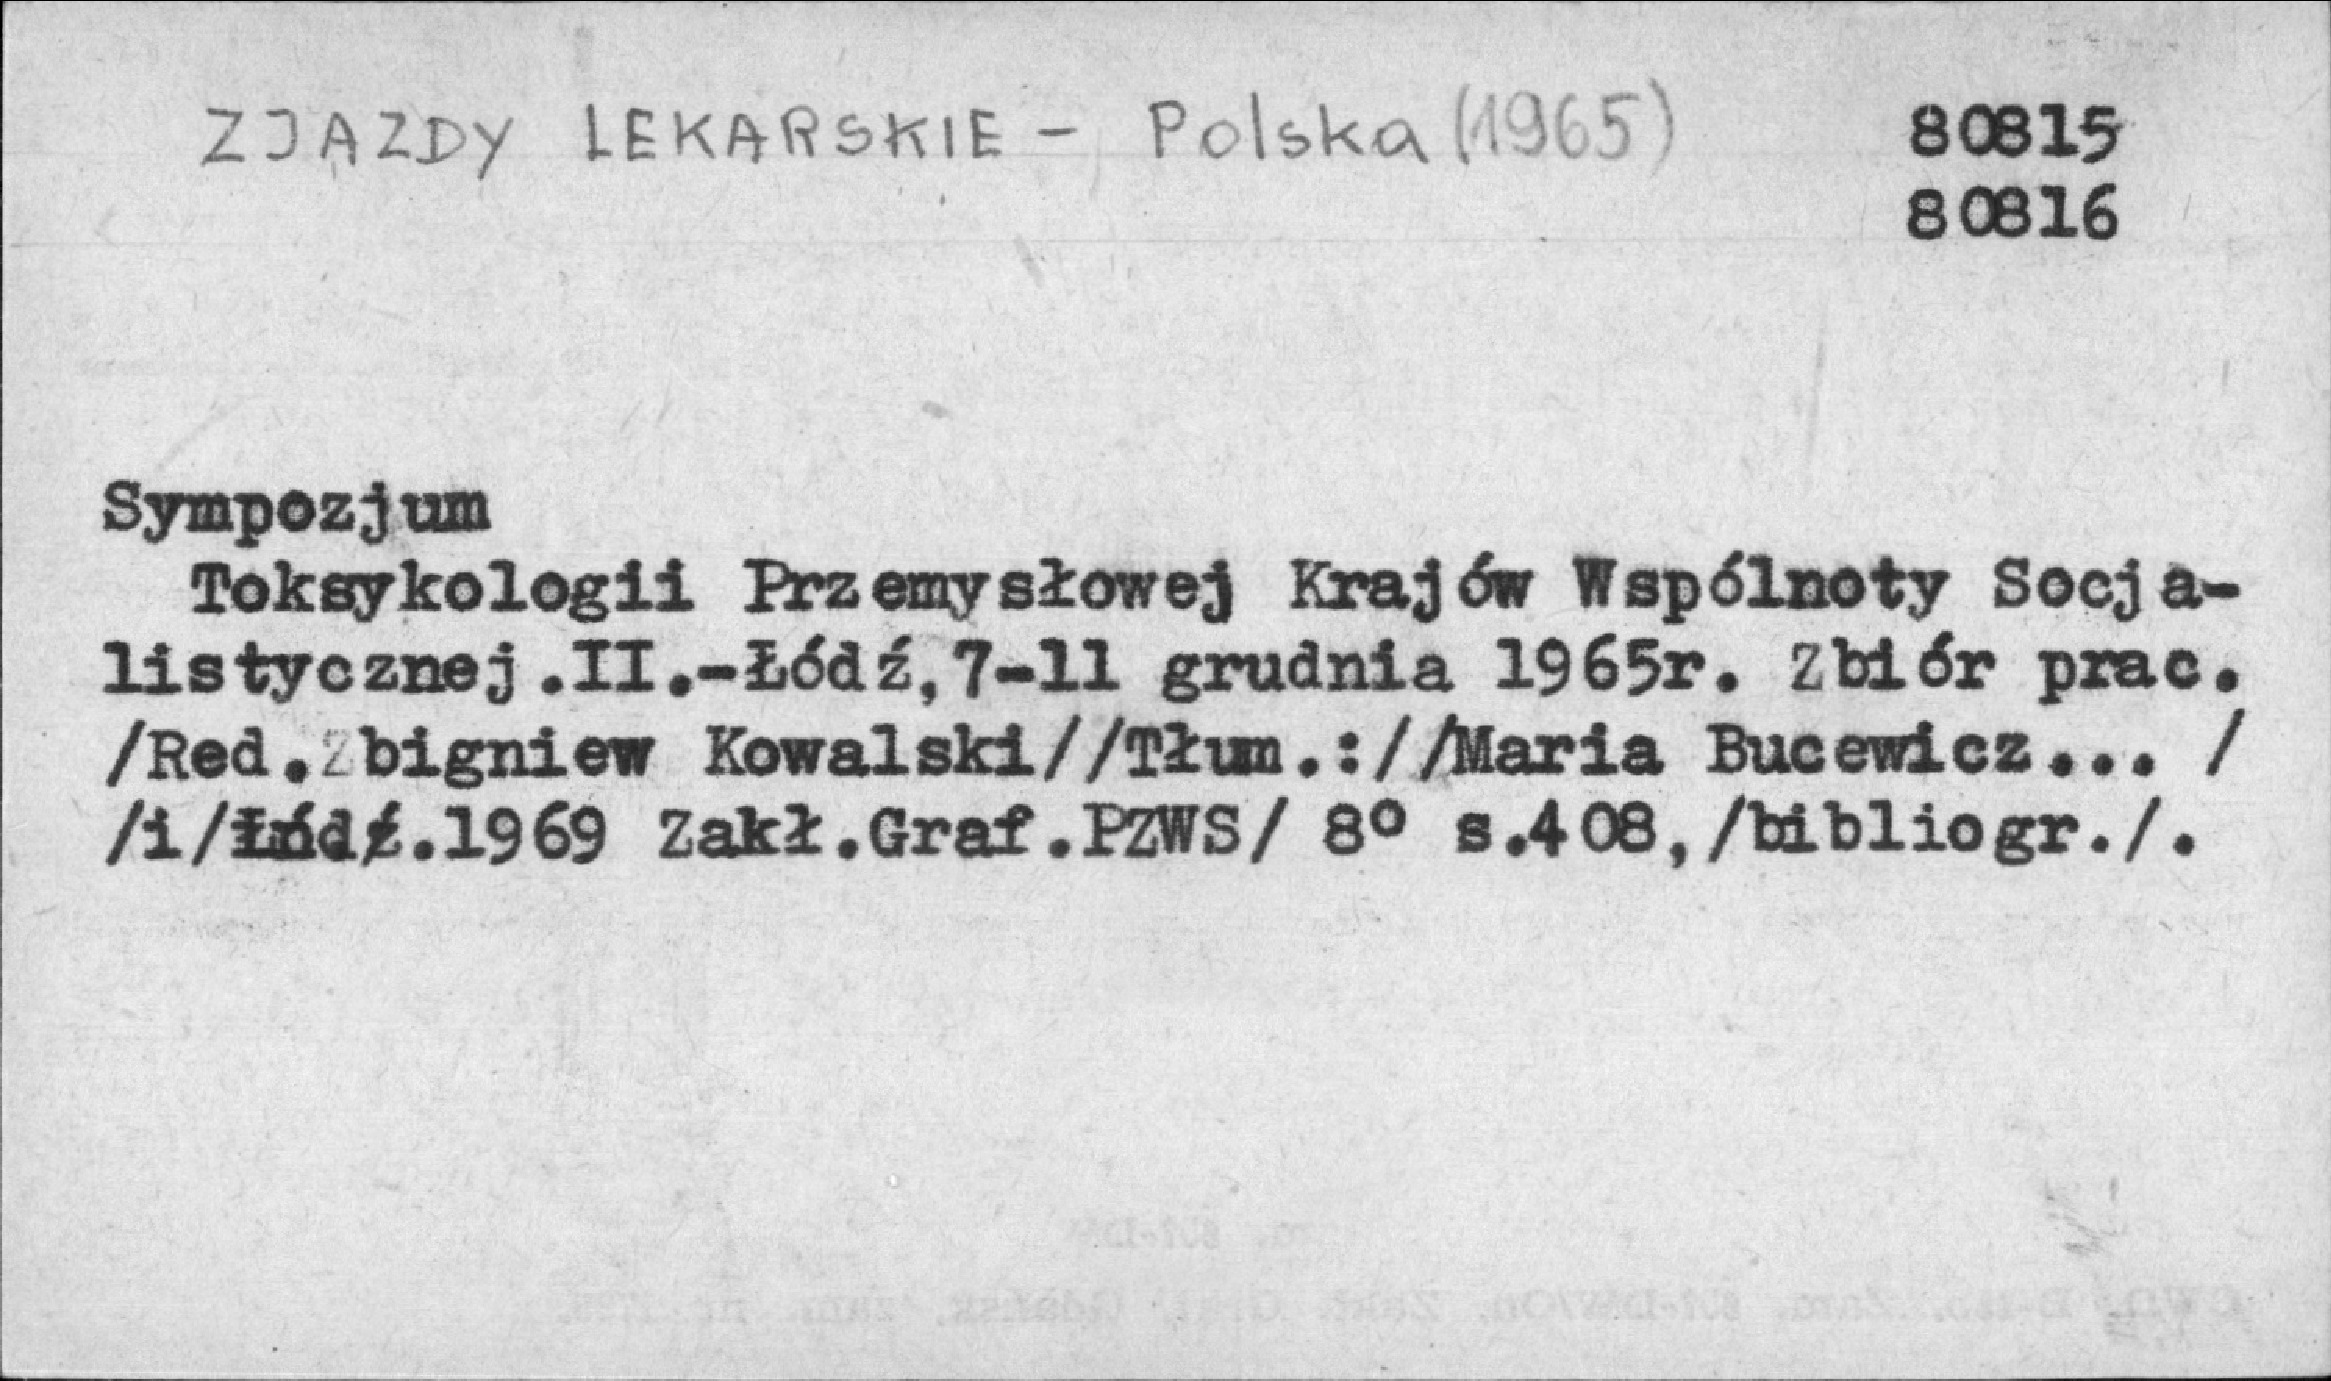 ZJAZDY LEKARSKIE - Polska (1965) 80815
80816
Sympozjum
Toksykologii Przemysłowej Krajów Wspólnoty Socja-
listycznej.II.-Łódź,7-11 grudnia 1965r. Zbiór prac.
/Red.Zbigniew Kowalski//Tłum.://Maria Bucewicz... /
/i/Łódź.1969 Zakł.Graf.PZWS/ 8° s.408,/bibliogr./.